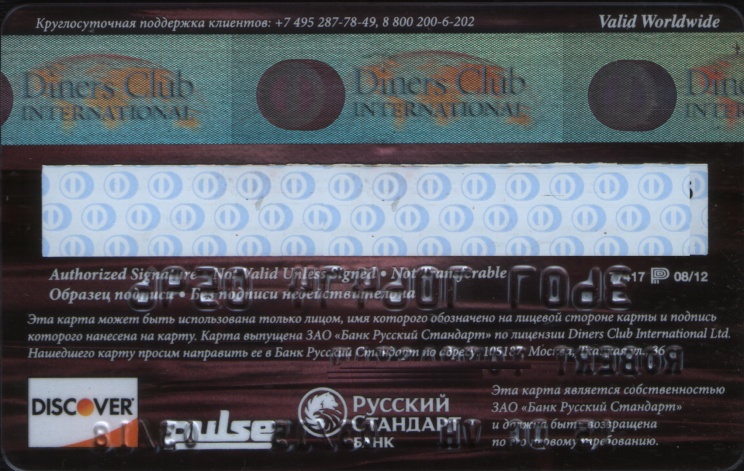 Круглосуточная поддержка клиентов: +7 495 287-78-49, 8 800 200-6-202
Valid Worldwide
Diners Club
INTERNATIONAL
Diners Club
INTERNATIONAL
Diners
INTER
Authorized Signature • Not Valid Unless Signed • Not Transferable
08/12
Образец подписи • Без подписи недействительна
Эта карта может быть использована только лицом, имя которого обозначено на лицевой стороне карты и подпись
которого нанесена на карту. Карта выпущена ЗАО «Банк Русский Стандарт» по лицензии Diners Club International Ltd.
Нашедшего карту просим направить ее в Банк Русский Стандарт по адресу: 105187, Москва, Ткацкая ул., 36
DISCOVER
pulse
РУССКИЙ
СТАНДАРТ
БАНК
Эта карта является собственностью
ЗАО «Банк Русский Стандарт»
и должна быть возвращена
по требованию.